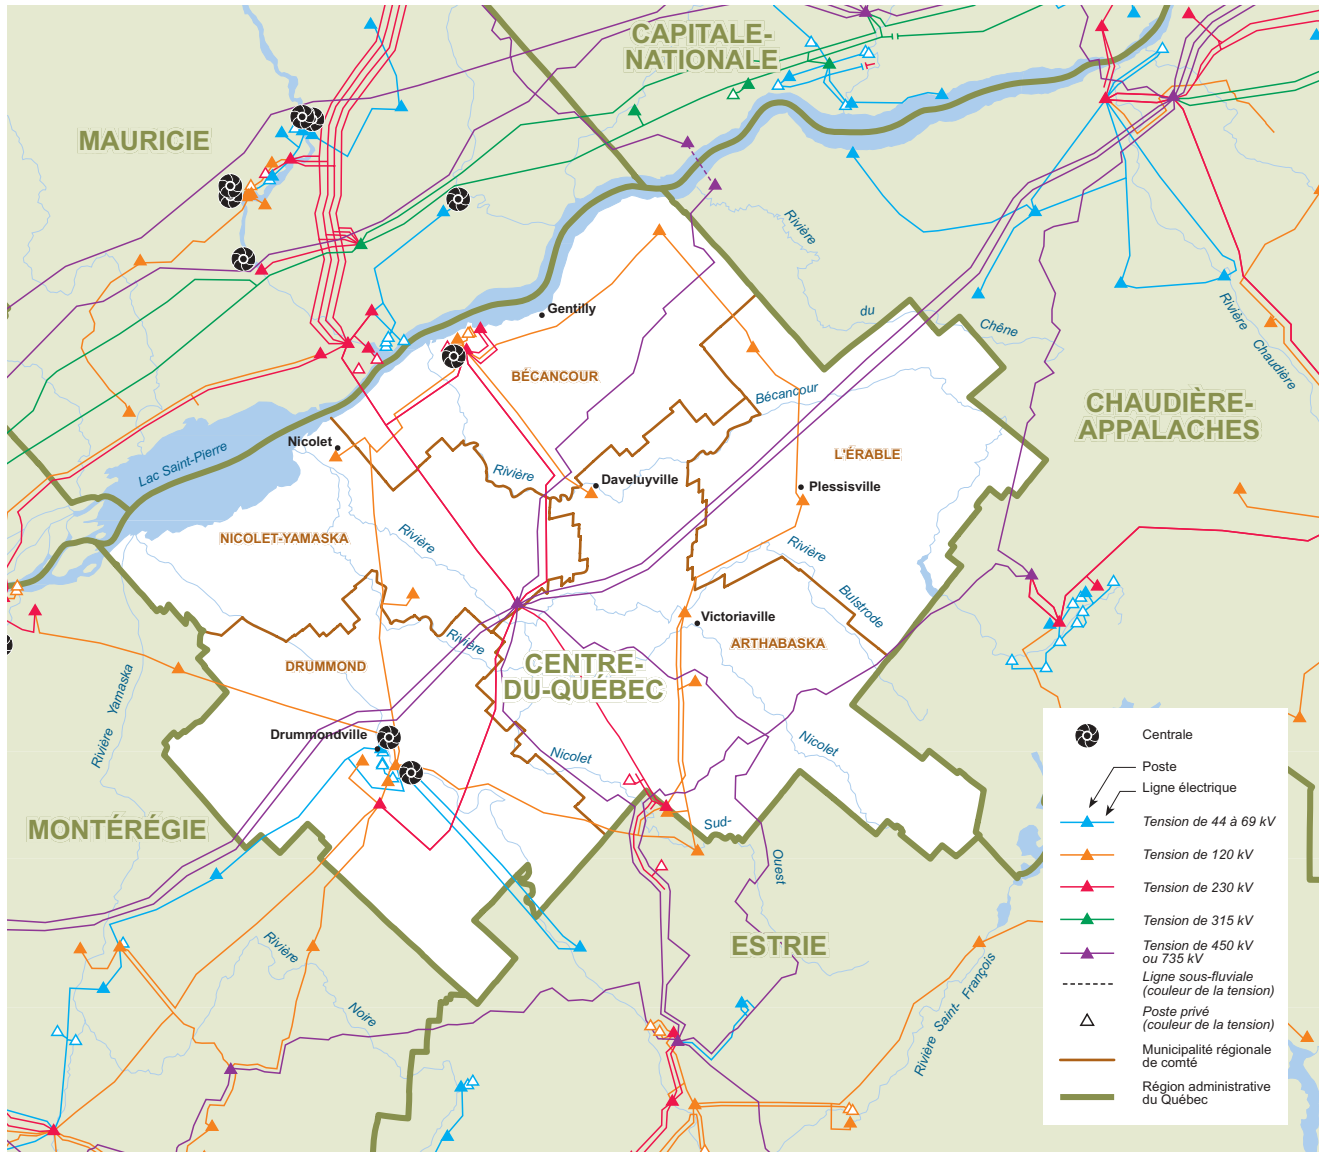 CAPITALE-
NATIONALE
MAURICIE
Rivière
du
Chêne
Rivière
Chaudière
Gentilly
BÉCANCOUR
Bécancour
CHAUDIÈRE-
APPALACHES
Nicolet
Lac Saint-Pierre
Rivière
Daveluyville
L'ÉRABLE
Plessisville
NICOLET-YAMASKA
Rivière
Rivière
Bulstrode
Victoriaville
ARTHABASKA
Rivière
DRUMMOND
CENTRE-
DU-QUÉBEC
Rivière
Yamaska
Drummondville
Nicolet
Nicolet
MONTÉRÉGIE
Sud-
Ouest
ESTRIE
Rivière
Noire
Rivière Saint- François
Centrale
Poste
Ligne électrique
Tension de 44 à 69 kV
Tension de 120 kV
Tension de 230 kV
Tension de 315 kV
Tension de 450 kV
ou 735 kV
Ligne sous-fluviale
(couleur de la tension)
Poste privé
(couleur de la tension)
Municipalité régionale
de comté
Région administrative
du Québec